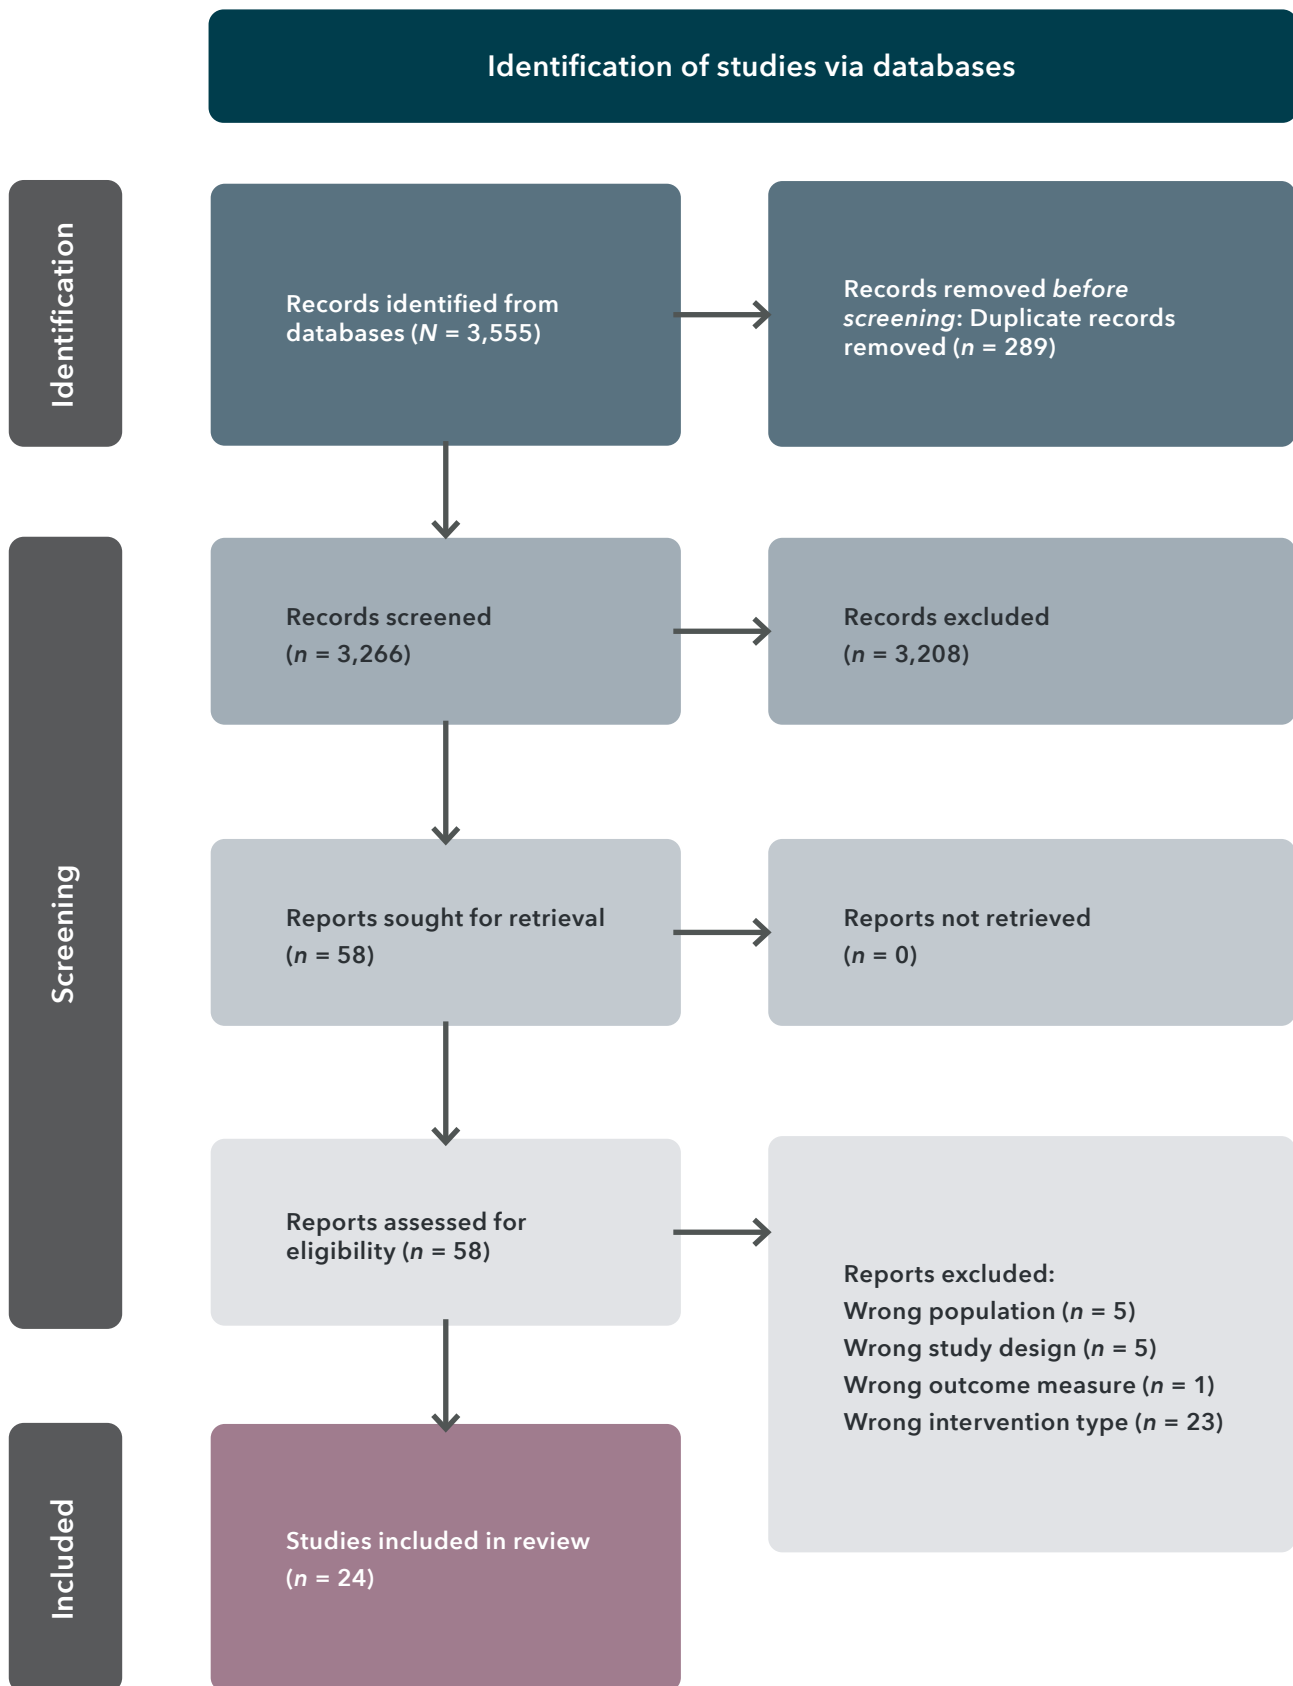 Identification of studies via databases
Identification
Records identified from
databases (N = 3,555)
Records removed before
screening: Duplicate records
removed (n = 289)
Screening
Records screened
(n = 3,266)
Records excluded
(n = 3,208)
Reports sought for retrieval
(n = 58)
Reports not retrieved
(n = 0)
Reports assessed for
eligibility (n = 58)
Reports excluded:
Wrong population (n = 5)
Wrong study design (n = 5)
Wrong outcome measure (n = 1)
Wrong intervention type (n = 23)
Included
Studies included in review
(n = 24)